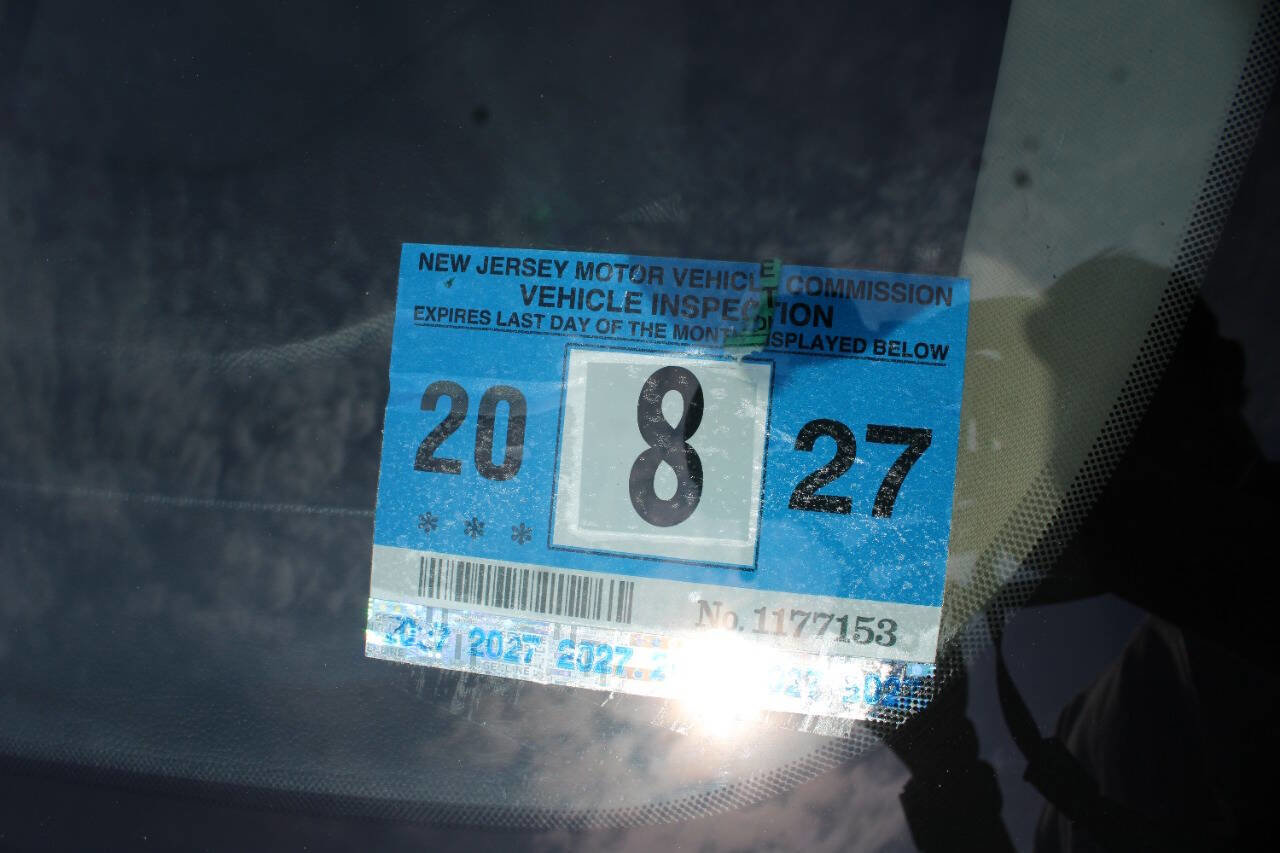 NEW JERSEY MOTOR VEHICLE COMMISSION
VEHICLE INSPECTION
EXPIRES LAST DAY OF THE MONTH DISPLAYED BELOW
20 8 27
* * *
No. 1177153
2027 2027 2027